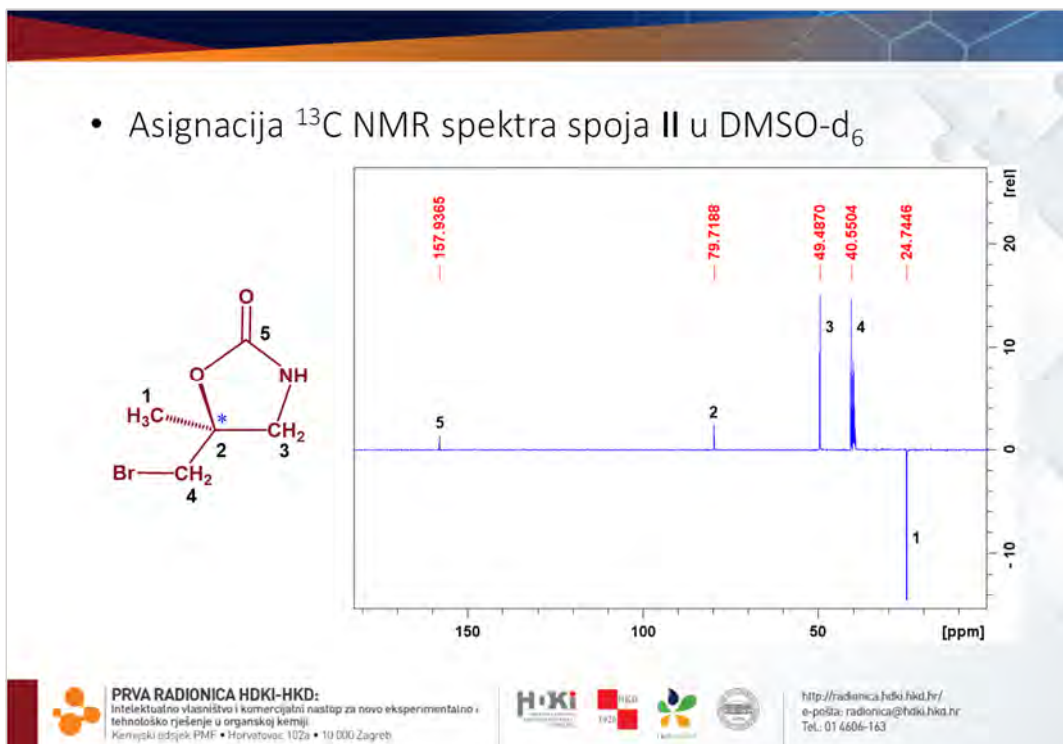 • Asignacija ¹³C NMR spektra spoja II u DMSO-d₆
157.9365
79.7188
49.4870
40.5504
24.7446
[rel]
20
10
0
- 10
5
2
3
4
1
150
100
50
[ppm]
O
5
O
NH
1
H₃C
*
2
CH₂
3
Br
CH₂
4
PRVA RADIONICA HDKI-HKD:
Intelektualno vlasništvo i komercijalni nastup za novo eksperimentalno i
tehnološko rješenje u organskoj kemiji
Kemijski odsjek PMF • Horvatovac 102a • 10 000 Zagreb
HDKi
HKD
1926
http://radionica.hdki.hkd.hr/
e-pošta: radionica@hdki.hkd.hr
Tel.: 01 4606-163